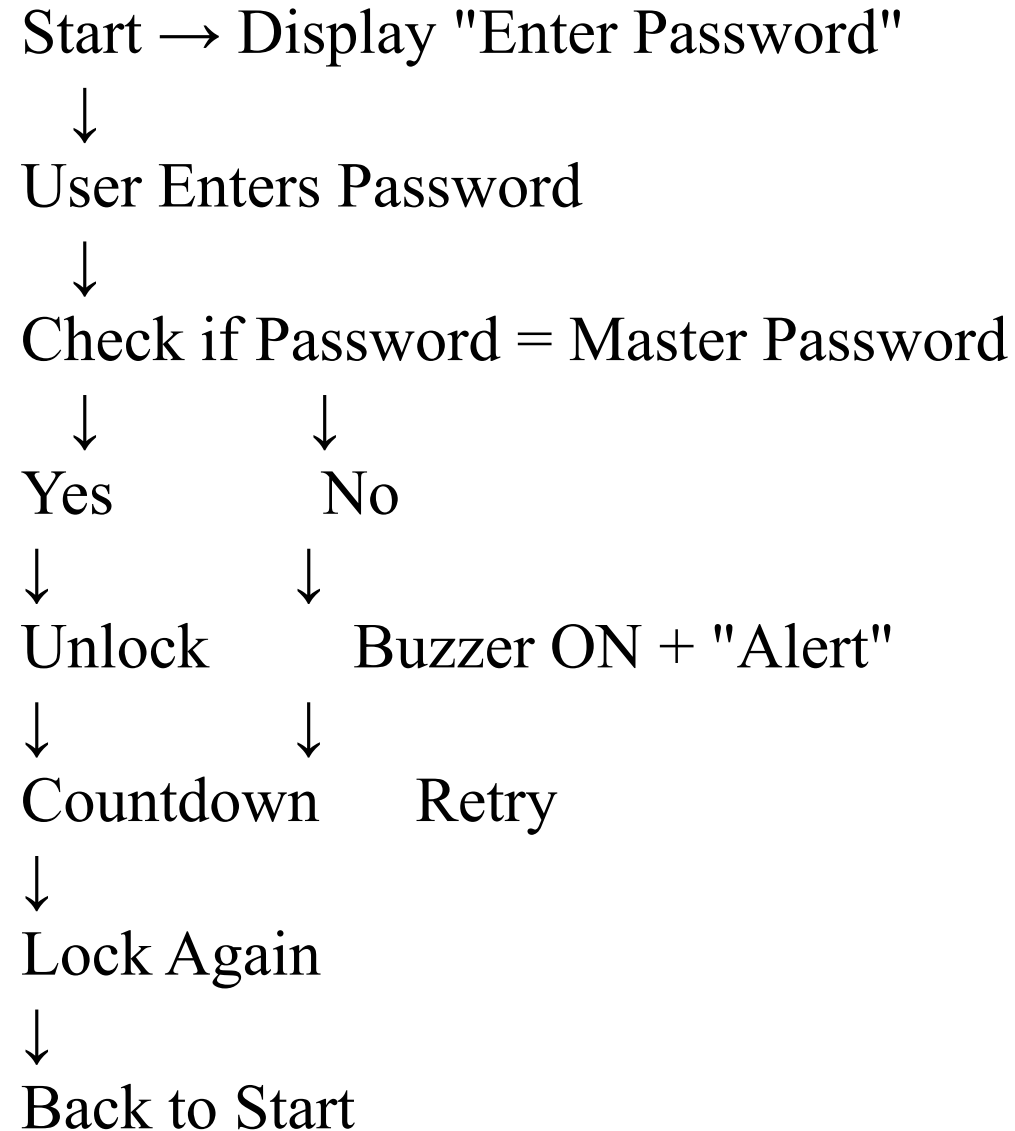 Start → Display "Enter Password"
↓
User Enters Password
↓
Check if Password = Master Password
↓ ↓
Yes No
↓ ↓
Unlock Buzzer ON + "Alert"
↓ ↓
Countdown Retry
↓
Lock Again
↓
Back to Start